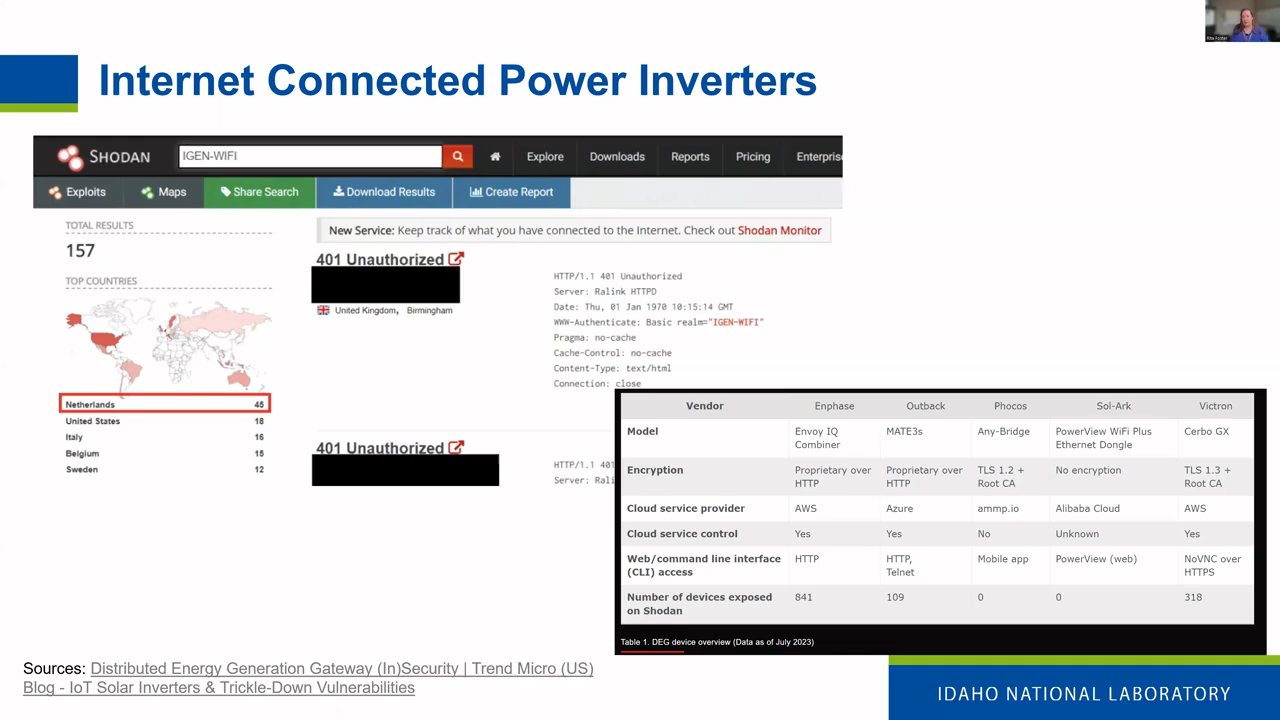 Rita Foster
Internet Connected Power Inverters
SHODAN
IGEN-WIFI
Explore
Downloads
Reports
Pricing
Enterpris
Exploits
Maps
Share Search
Download Results
Create Report
TOTAL RESULTS
157
TOP COUNTRIES
Netherlands 45
United States 18
Italy 16
Belgium 15
Sweden 12
New Service: Keep track of what you have connected to the Internet. Check out Shodan Monitor
401 Unauthorized
United Kingdom, Birmingham
HTTP/1.1 401 Unauthorized
Server: Ralink HTTPD
Date: Thu, 01 Jan 1970 10:15:14 GMT
WWW-Authenticate: Basic realm="IGEN-WIFI"
Pragma: no-cache
Cache-Control: no-cache
Content-Type: text/html
Connection: close
401 Unauthorized
HTTP/1.1 401
Server: Rali
Vendor Enphase Outback Phocos Sol-Ark Victron
Model Envoy IQ Combiner MATE3s Any-Bridge PowerView WiFi Plus Ethernet Dongle Cerbo GX
Encryption Proprietary over HTTP Proprietary over HTTP TLS 1.2 + Root CA No encryption TLS 1.3 + Root CA
Cloud service provider AWS Azure ammp.io Alibaba Cloud AWS
Cloud service control Yes Yes No Unknown Yes
Web/command line interface (CLI) access HTTP HTTP, Telnet Mobile app PowerView (web) NoVNC over HTTPS
Number of devices exposed on Shodan 841 109 0 0 318
Table 1. DEG device overview (Data as of July 2023)
Sources: Distributed Energy Generation Gateway (In)Security | Trend Micro (US)
Blog - IoT Solar Inverters & Trickle-Down Vulnerabilities
IDAHO NATIONAL LABORATORY